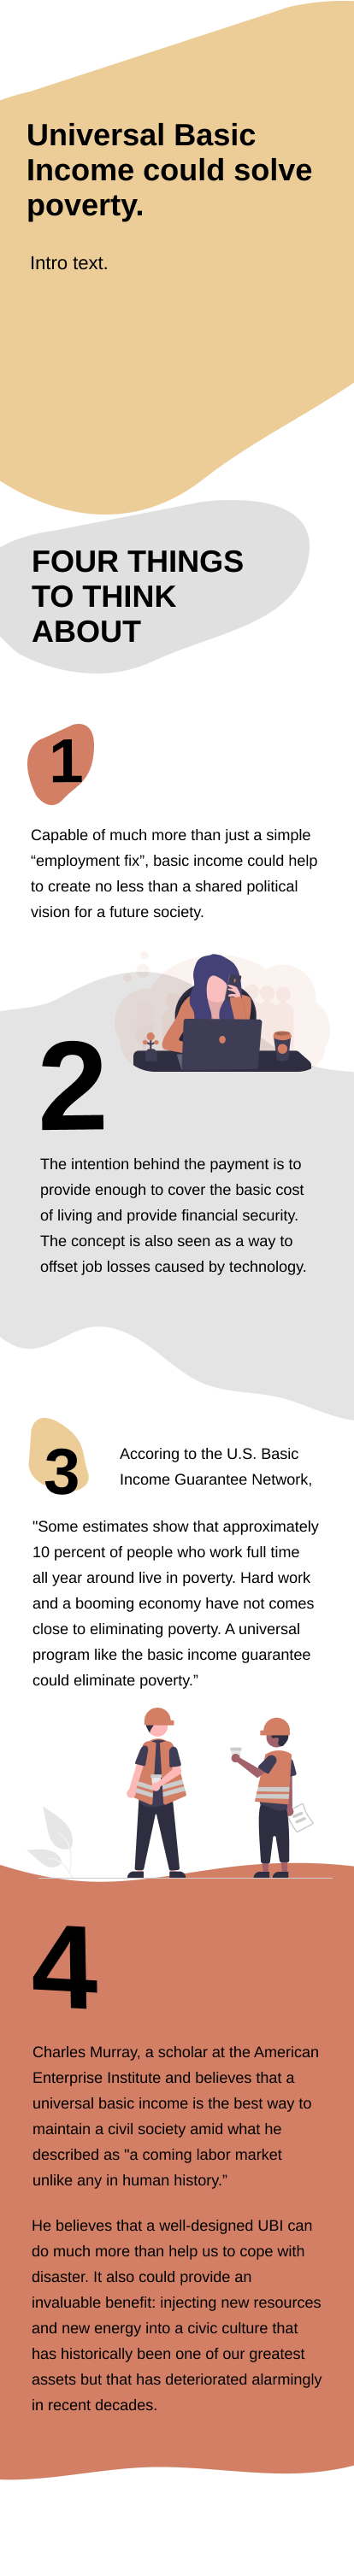 Universal Basic
Income could solve
poverty.
Intro text.
FOUR THINGS
TO THINK
ABOUT
1
Capable of much more than just a simple
“employment fix”, basic income could help
to create no less than a shared political
vision for a future society.
2
The intention behind the payment is to
provide enough to cover the basic cost
of living and provide financial security.
The concept is also seen as a way to
offset job losses caused by technology.
3
Accoring to the U.S. Basic
Income Guarantee Network,
"Some estimates show that approximately
10 percent of people who work full time
all year around live in poverty. Hard work
and a booming economy have not comes
close to eliminating poverty. A universal
program like the basic income guarantee
could eliminate poverty.”
4
Charles Murray, a scholar at the American
Enterprise Institute and believes that a
universal basic income is the best way to
maintain a civil society amid what he
described as "a coming labor market
unlike any in human history.”
He believes that a well-designed UBI can
do much more than help us to cope with
disaster. It also could provide an
invaluable benefit: injecting new resources
and new energy into a civic culture that
has historically been one of our greatest
assets but that has deteriorated alarmingly
in recent decades.